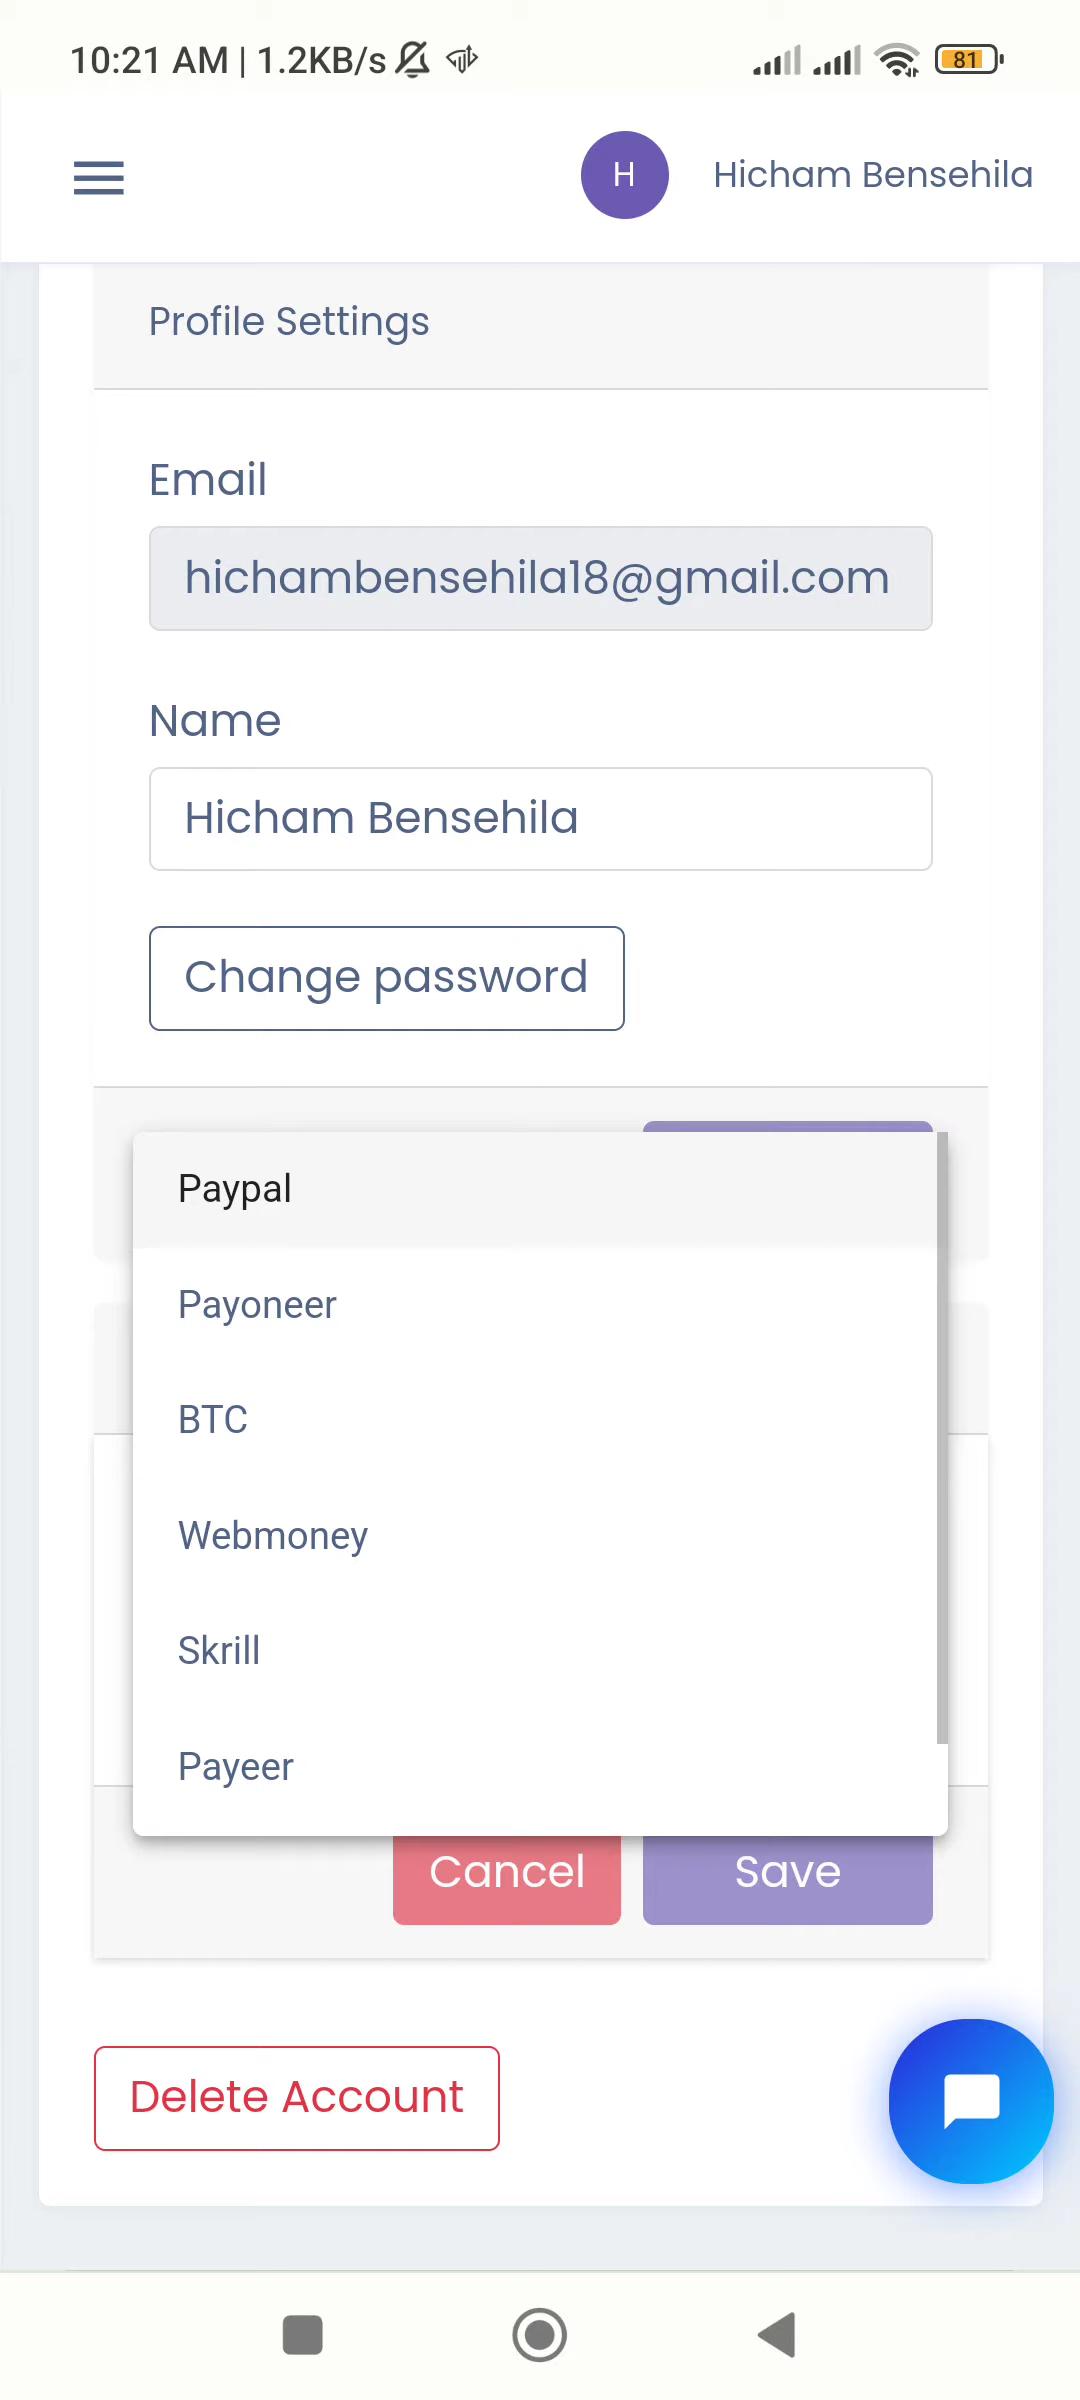 10:21 AM | 1.2KB/s
81
H
Hicham Bensehila
Profile Settings
Email
hichambensehila18@gmail.com
Name
Hicham Bensehila
Change password
Paypal
Payoneer
BTC
Webmoney
Skrill
Payeer
Cancel
Save
Delete Account